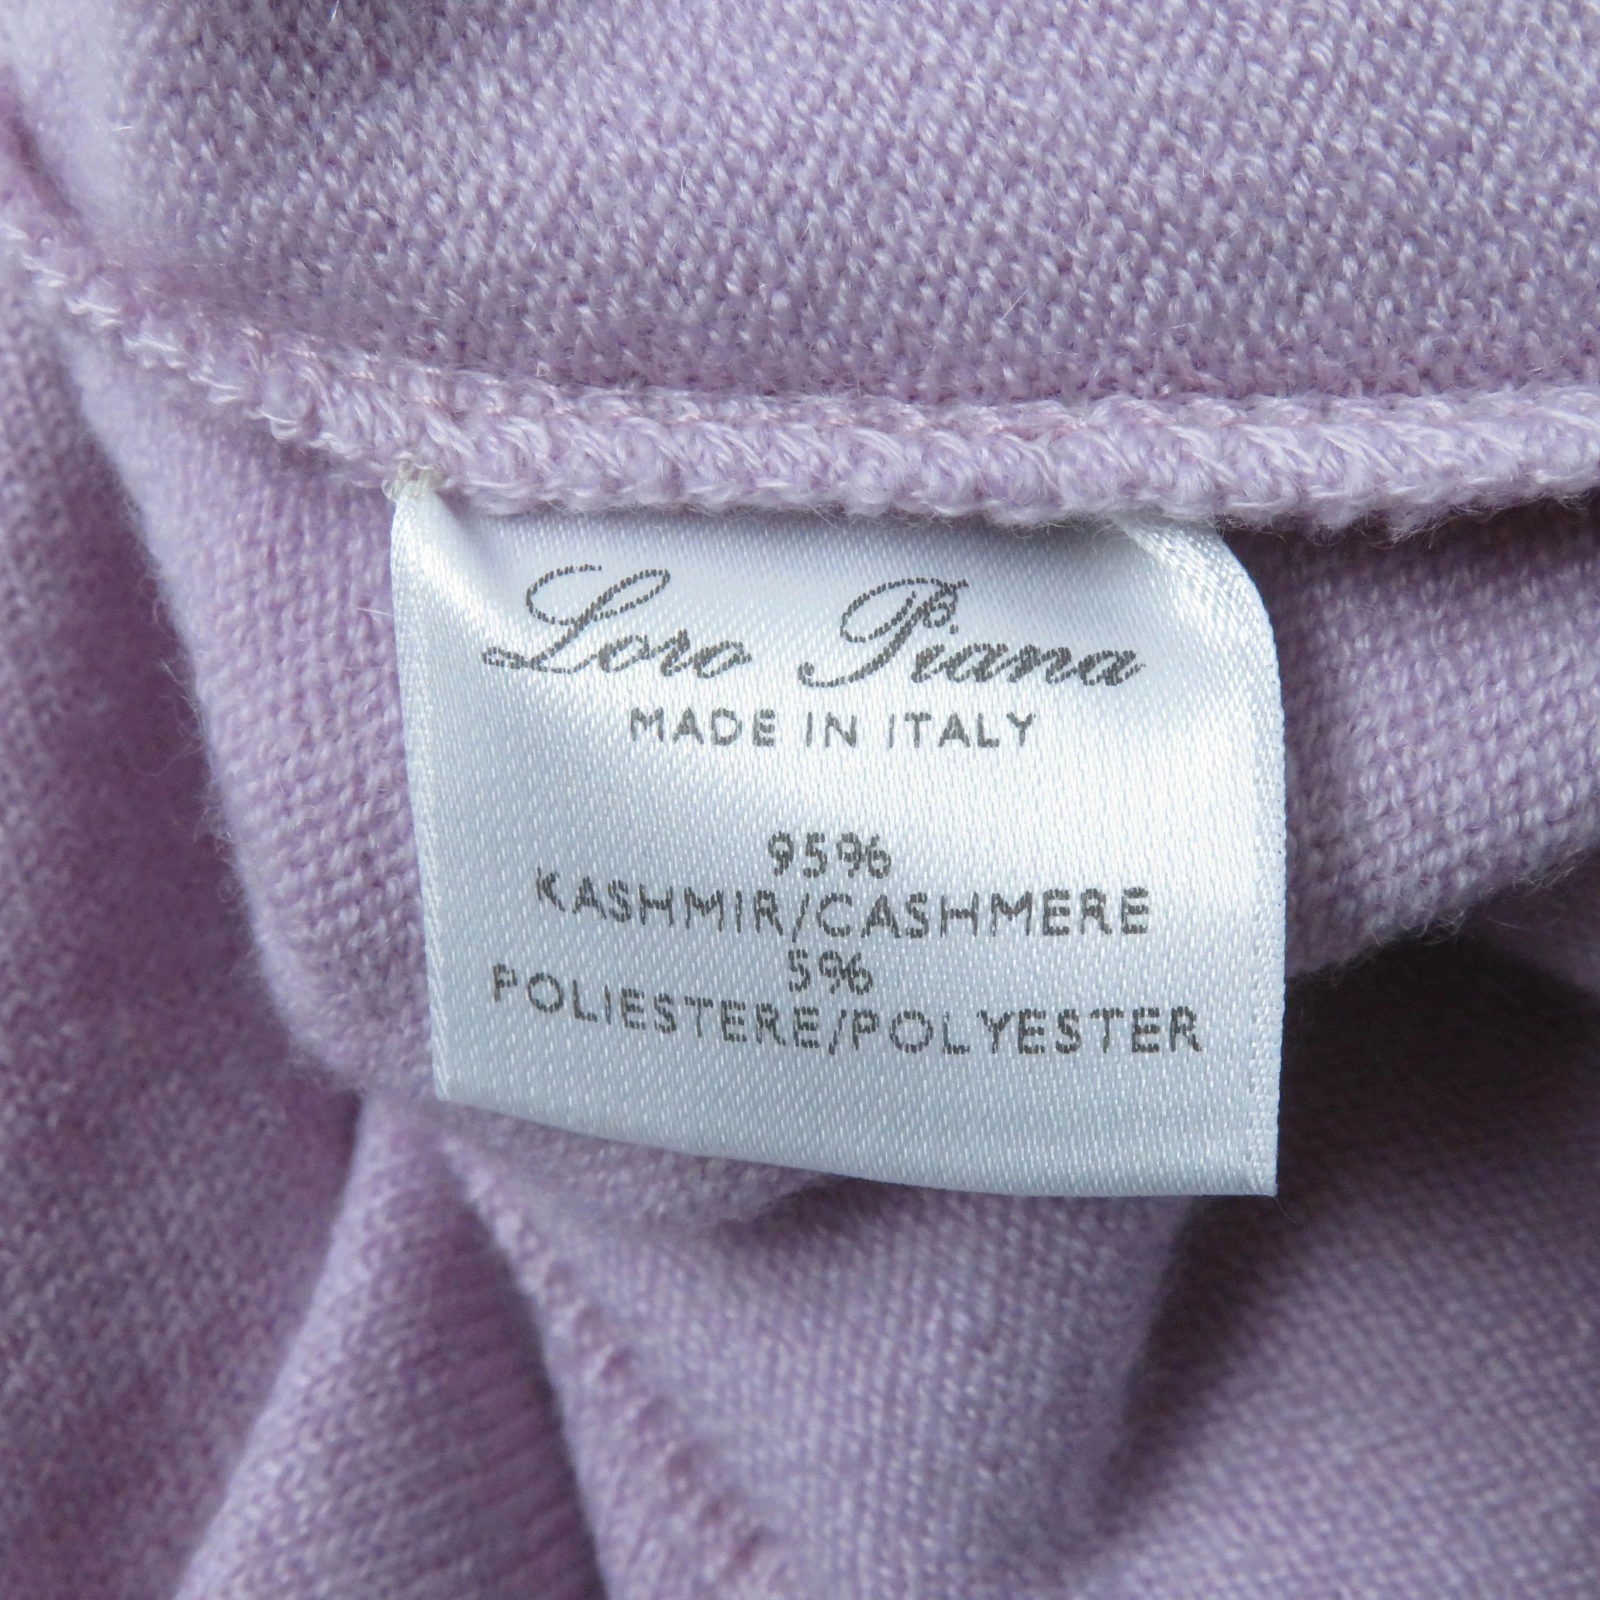 Loro Piana
MADE IN ITALY
95%
KASHMIR/CASHMERE
5%
POLIESTERE/POLYESTER